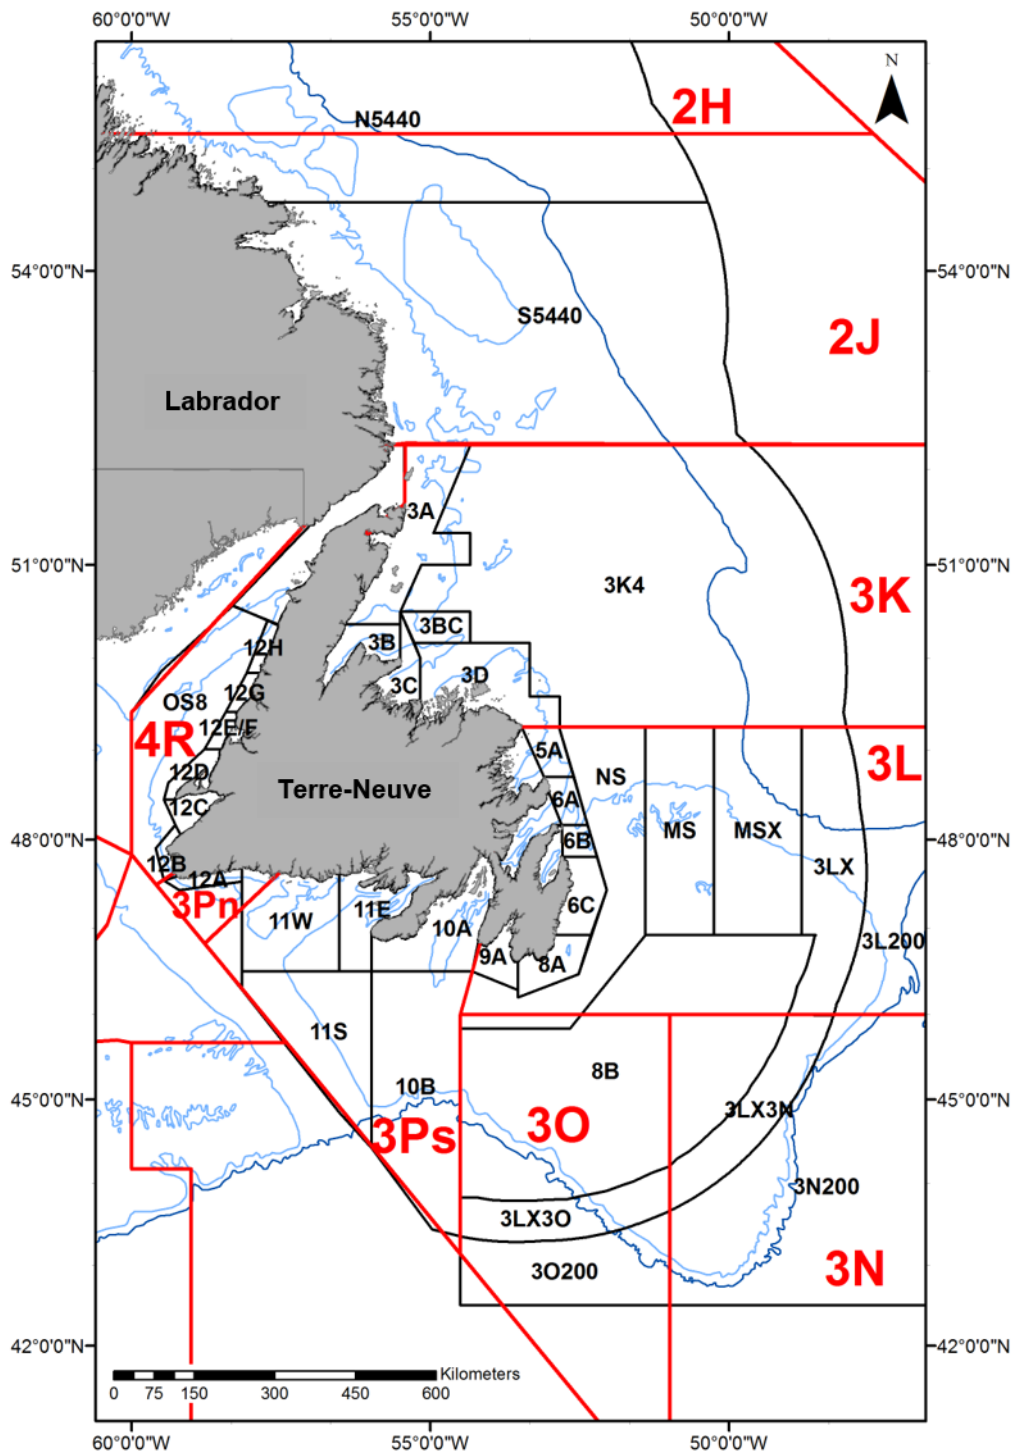 60°0'0"W 55°0'0"W 50°0'0"W
N
2H
N5440
54°0'0"N 54°0'0"N
S5440
2J
Labrador
3A
51°0'0"N 51°0'0"N
3K4
3K
3BC
3B
12H
3C 3D
12G
OS8
12E/F
4R
5A
3L
12D
NS
Terre-Neuve
6A
12C
MS MSX
48°0'0"N 48°0'0"N
6B
12B
3LX
12A
3Pn
11W 11E
6C
10A
3L200
9A 8A
11S
8B
10B
45°0'0"N 45°0'0"N
3LX3N
3O
3Ps
3N200
3LX3O
3O200
3N
42°0'0"N 42°0'0"N
Kilometers
0 75 150 300 450 600
60°0'0"W 55°0'0"W 50°0'0"W